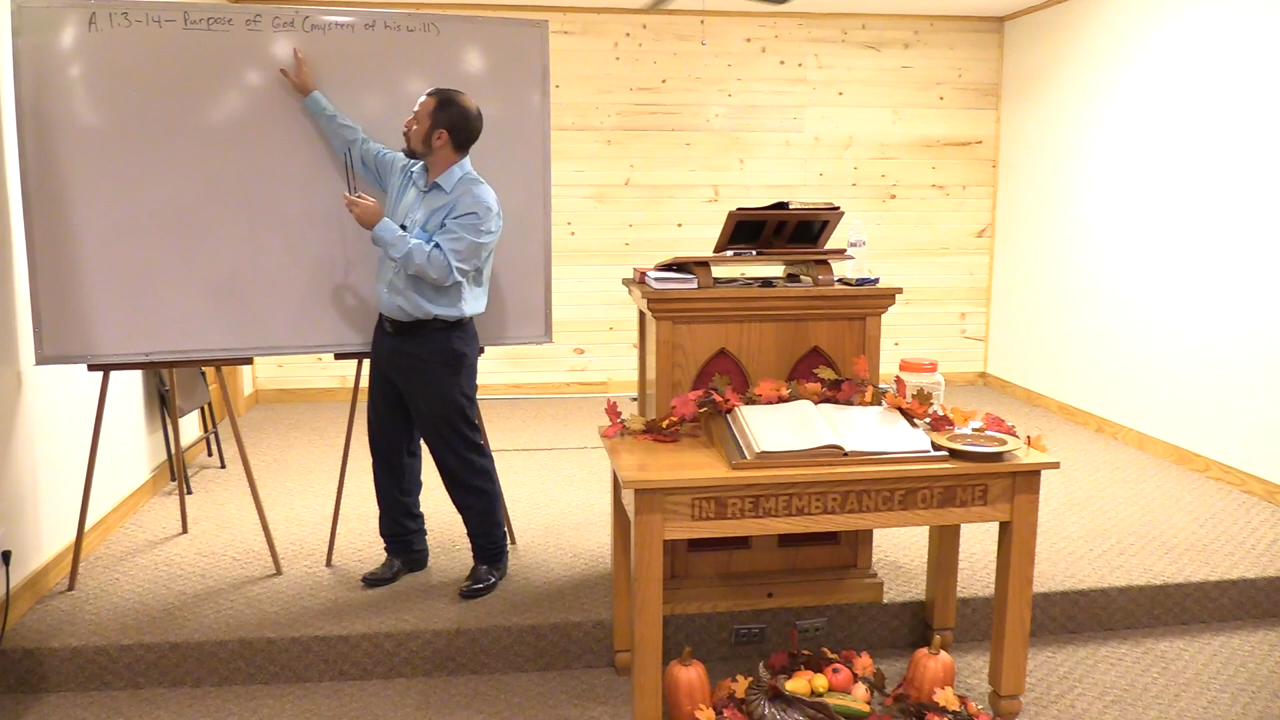 A. 1:3-14- Purpose of God (mystery of his will)
IN REMEMBRANCE OF ME